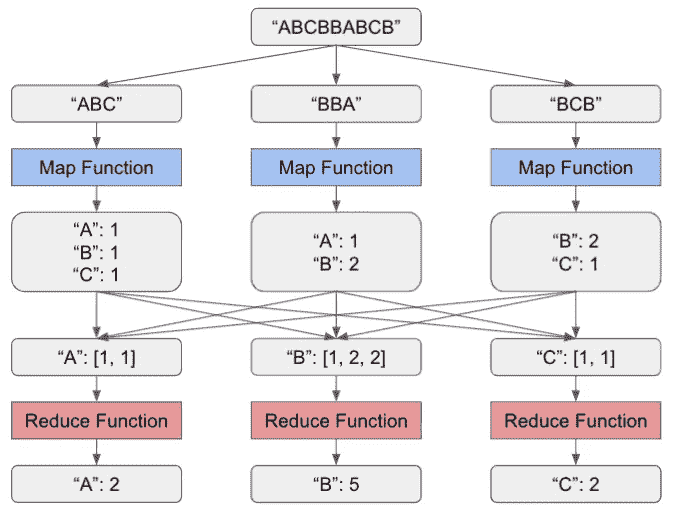 “ABCBBABCB”
“ABC”
“BBA”
“BCB”
Map Function
Map Function
Map Function
“A”: 1
“B”: 1
“C”: 1
“A”: 1
“B”: 2
“B”: 2
“C”: 1
“A”: [1, 1]
“B”: [1, 2, 2]
“C”: [1, 1]
Reduce Function
Reduce Function
Reduce Function
“A”: 2
“B”: 5
“C”: 2